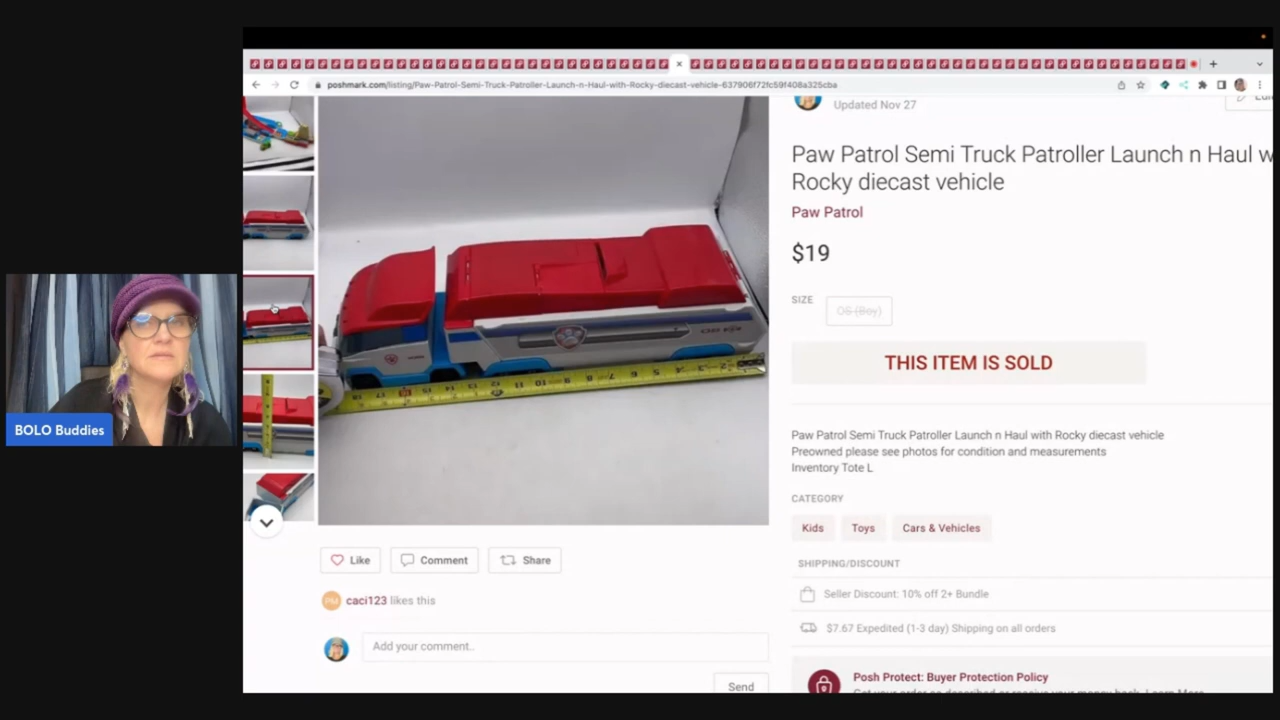 poshmark.com/listing/Paw-Patrol-Semi-Truck-Patroller-Launch-n-Haul-with-Rocky-diecast-vehicle-637906f72fc59f408a325cba
Updated Nov 27
Paw Patrol Semi Truck Patroller Launch n Haul w
Rocky diecast vehicle
Paw Patrol
$19
SIZE
OS (Boy)
THIS ITEM IS SOLD
BOLO Buddies
Paw Patrol Semi Truck Patroller Launch n Haul with Rocky diecast vehicle
Preowned please see photos for condition and measurements
Inventory Tote L
CATEGORY
Kids
Toys
Cars & Vehicles
Like
Comment
Share
SHIPPING/DISCOUNT
Seller Discount: 10% off 2+ Bundle
caci123 likes this
$7.67 Expedited (1-3 day) Shipping on all orders
Add your comment..
Posh Protect: Buyer Protection Policy
Send